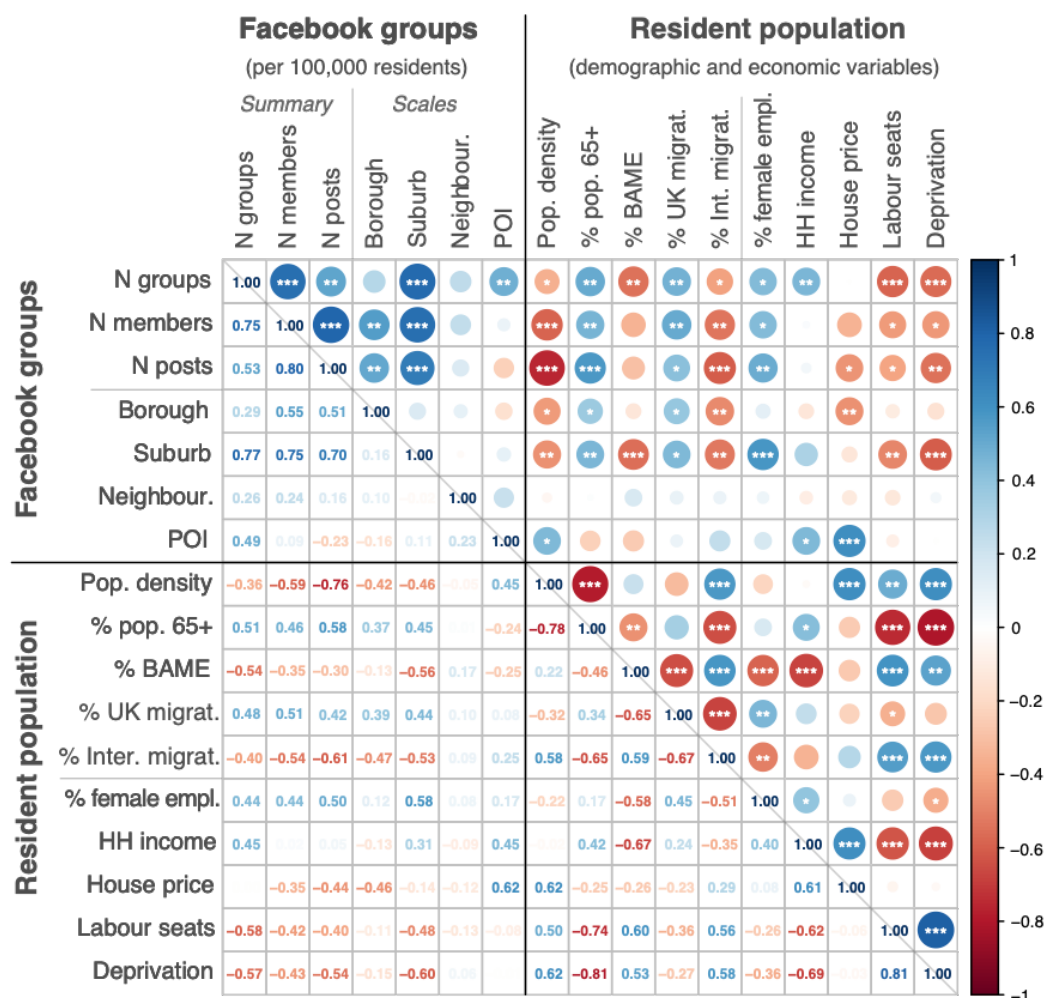 Facebook groups
Resident population
(per 100,000 residents)
(demographic and economic variables)
Summary
Scales
N groups
N members
N posts
Borough
Suburb
Neighbour.
POI
Pop. density
% pop. 65+
% BAME
% UK migrat.
% Int. migrat.
% female empl.
HH income
House price
Labour seats
Deprivation
Facebook groups
Resident population
N groups 1.00 *** ** *** ** * ** ** ** * * ** *** ***
N members 0.75 1.00 *** ** *** *** ** ** ** * * *
N posts 0.53 0.80 1.00 ** *** *** *** * *** ** * * **
Borough 0.29 0.55 0.51 1.00 * * * ** **
Suburb 0.77 0.75 0.70 0.16 1.00 ** ** *** * ** *** ** ***
Neighbour. 0.26 0.24 0.16 0.10 1.00
POI 0.49 0.09 −0.23 −0.16 0.11 0.23 1.00 * * ***
Pop. density −0.36 −0.59 −0.76 −0.42 −0.46 0.45 1.00 *** *** *** ** ***
% pop. 65+ 0.51 0.46 0.58 0.37 0.45 −0.24 −0.78 1.00 ** *** * *** ***
% BAME −0.54 −0.35 −0.30 −0.13 −0.56 0.17 −0.25 0.22 −0.46 1.00 *** *** *** *** *** **
% UK migrat. 0.48 0.51 0.42 0.39 0.44 0.10 0.08 −0.32 0.34 −0.65 1.00 *** ** *
% Inter. migrat. −0.40 −0.54 −0.61 −0.47 −0.53 0.09 0.25 0.58 −0.65 0.59 −0.67 1.00 ** *** ***
% female empl. 0.44 0.44 0.50 0.12 0.58 0.08 0.17 −0.22 0.17 −0.58 0.45 −0.51 1.00 * *
HH income 0.45 0.05 −0.13 0.31 −0.09 0.45 0.42 −0.67 0.24 −0.35 0.40 1.00 *** *** ***
House price −0.35 −0.44 −0.46 −0.14 −0.12 0.62 0.62 −0.25 −0.26 −0.23 0.29 0.08 0.61 1.00
Labour seats −0.58 −0.42 −0.40 −0.11 −0.48 −0.13 0.50 −0.74 0.60 −0.36 0.56 −0.26 −0.62 1.00 ***
Deprivation −0.57 −0.43 −0.54 −0.15 −0.60 0.62 −0.81 0.53 −0.27 0.58 −0.36 −0.69 0.81 1.00
1
0.8
0.6
0.4
0.2
0
−0.2
−0.4
−0.6
−0.8
−1